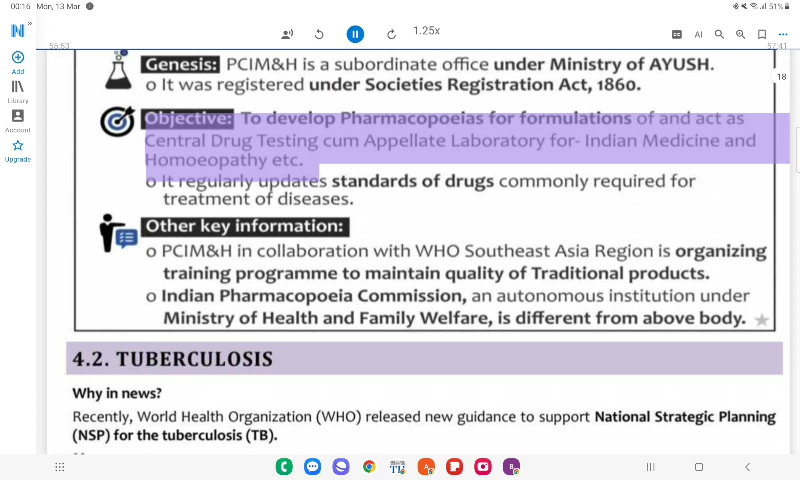 00:16 Mon, 13 Mar
51%
N
»
1.25x
AI
55:53
57:41
Add
Library
Account
Upgrade
18
Genesis: PCIM&H is a subordinate office under Ministry of AYUSH.
o It was registered under Societies Registration Act, 1860.
Objective: To develop Pharmacopoeias for formulations of and act as
Central Drug Testing cum Appellate Laboratory for- Indian Medicine and
Homoeopathy etc.
o It regularly updates standards of drugs commonly required for
treatment of diseases.
Other key information:
o PCIM&H in collaboration with WHO Southeast Asia Region is organizing
training programme to maintain quality of Traditional products.
o Indian Pharmacopoeia Commission, an autonomous institution under
Ministry of Health and Family Welfare, is different from above body.
4.2. TUBERCULOSIS
Why in news?
Recently, World Health Organization (WHO) released new guidance to support National Strategic Planning
(NSP) for the tuberculosis (TB).